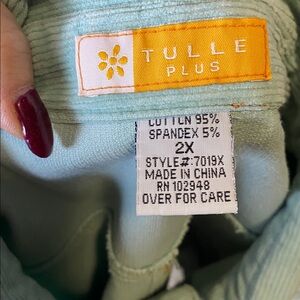 TULLE
PLUS
COTTON 95%
SPANDEX 5%
2X
STYLE#:7019X
MADE IN CHINA
RN 102948
OVER FOR CARE